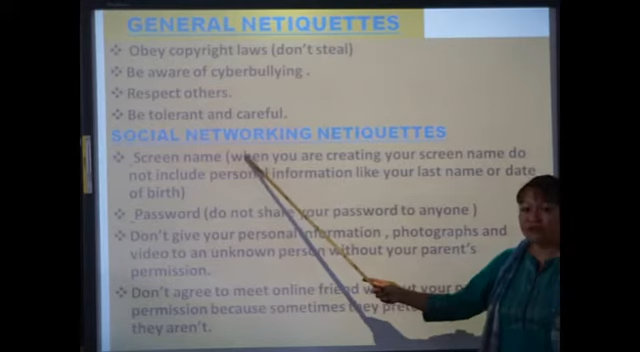 GENERAL NETIQUETTES
Obey copyright laws (don't steal)
Be aware of cyberbullying .
Respect others.
Be tolerant and careful.
SOCIAL NETWORKING NETIQUETTES
Screen name (when you are creating your screen name do
not include personal information like your last name or date
of birth)
Password (do not share your password to anyone )
Don't give your personal information , photographs and
video to an unknown person without your parent's
permission.
Don't agree to meet online friend without your
permission because sometimes they
they aren't.